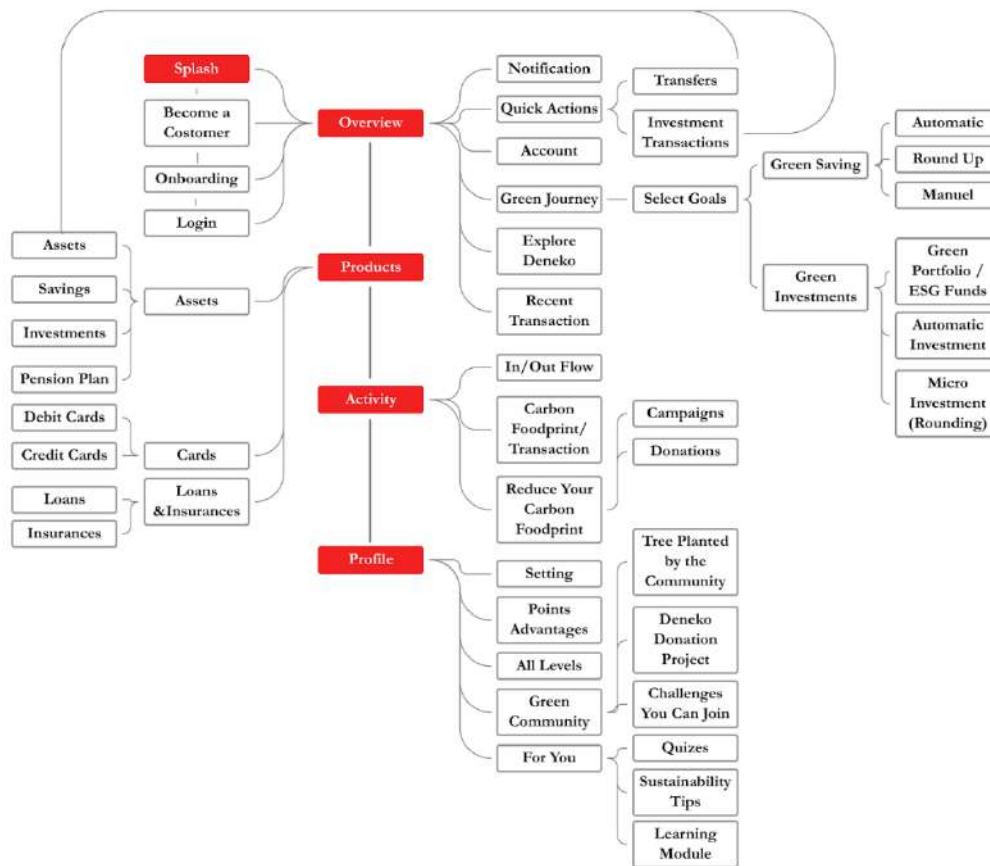 Splash
Become a
Costomer
Onboarding
Login
Overview
Notification
Quick Actions
Account
Green Journey
Explore
Deneko
Recent
Transaction
Transfers
Investment
Transactions
Select Goals
Green Saving
Automatic
Round Up
Manuel
Green
Investments
Green
Portfolio /
ESG Funds
Automatic
Investment
Micro
Investment
(Rounding)
Products
Assets
Assets
Savings
Investments
Pension Plan
Cards
Debit Cards
Credit Cards
Loans
&Insurances
Loans
Insurances
Activity
In/Out Flow
Carbon
Foodprint/
Transaction
Reduce Your
Carbon
Foodprint
Campaigns
Donations
Profile
Setting
Points
Advantages
All Levels
Green
Community
For You
Tree Planted
by the
Community
Deneko
Donation
Project
Challenges
You Can Join
Quizes
Sustainability
Tips
Learning
Module